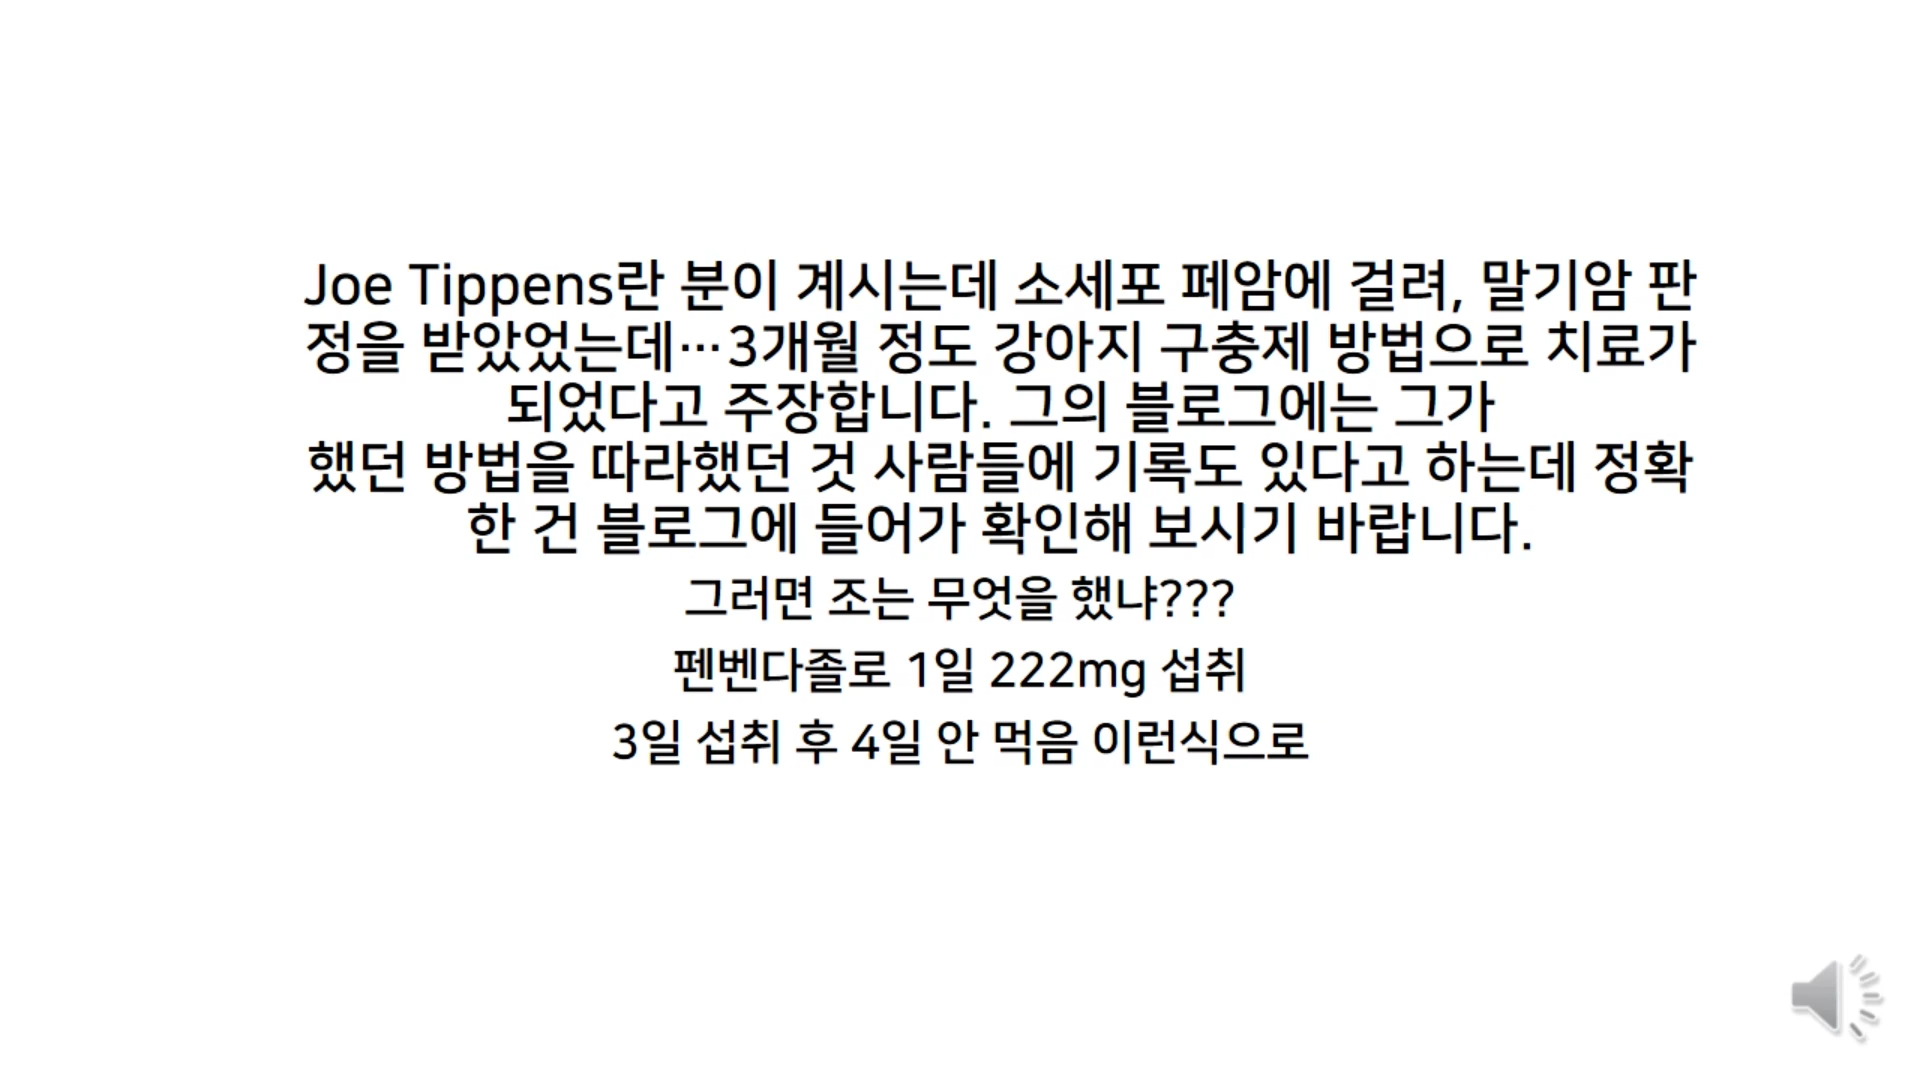 Joe Tippens란 분이 계시는데 소세포 페암에 걸려, 말기암 판
정을 받았었는데…3개월 정도 강아지 구충제 방법으로 치료가
되었다고 주장합니다. 그의 블로그에는 그가
했던 방법을 따라했던 것 사람들에 기록도 있다고 하는데 정확
한 건 블로그에 들어가 확인해 보시기 바랍니다.
그러면 조는 무엇을 했냐???
펜벤다졸로 1일 222mg 섭취
3일 섭취 후 4일 안 먹음 이런식으로